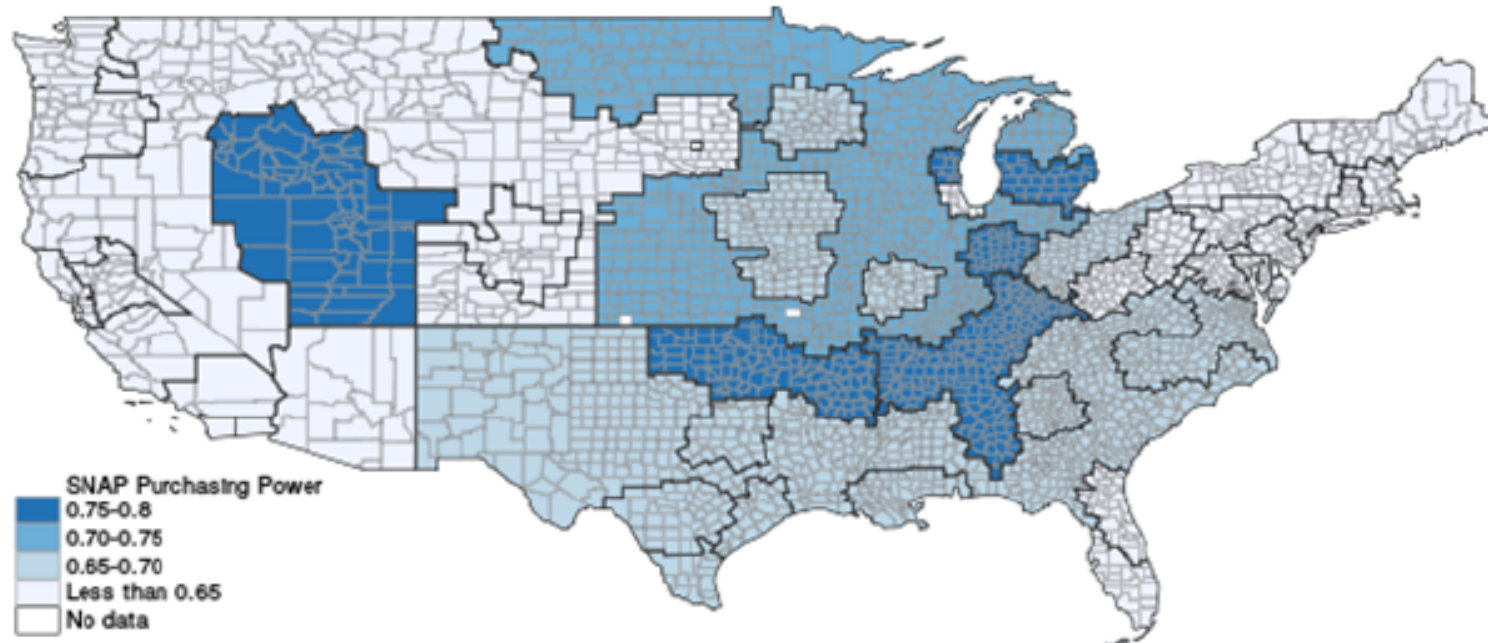 SNAP Purchasing Power
0.75-0.8
0.70-0.75
0.65-0.70
Less than 0.65
No data